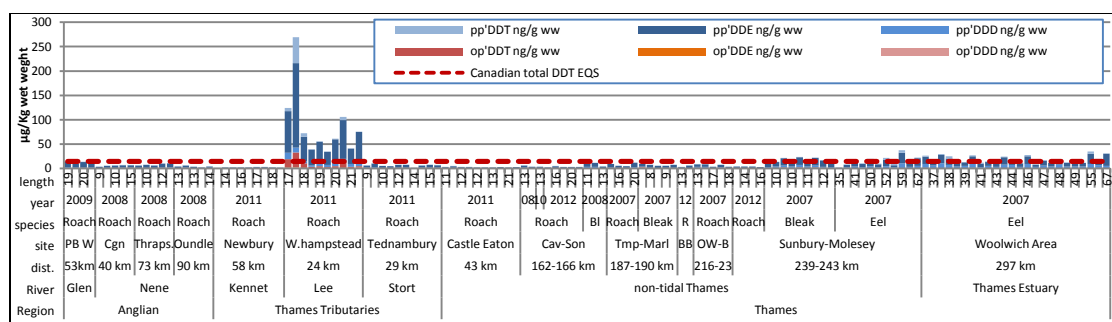 300
250
200
150
100
50
0
µg/Kg wet weght
pp'DDT ng/g ww pp'DDE ng/g ww pp'DDD ng/g ww
op'DDT ng/g ww op'DDE ng/g ww op'DDD ng/g ww
Canadian total DDT EQS
length
year 2009 2008 2008 2008 2011 2011 2011 2011 08 10 2012 2008 2007 2007 12 2007 2012 2007 2007 2007
species Roach Roach Roach Roach Roach Roach Roach Roach Roach Bl Roach Bleak R Roach Roach Bleak Eel Eel
site PB W Cgn Thraps. Oundle Newbury W.hampstead Tednambury Castle Eaton Cav-Son Tmp-Marl BB OW-B Sunbury-Molesey Woolwich Area
dist. 53km 40 km 73 km 90 km 58 km 24 km 29 km 43 km 162-166 km 187-190 km 216-23 239-243 km 297 km
River Glen Nene Kennet Lee Stort non-tidal Thames Thames Estuary
Region Anglian Thames Tributaries Thames